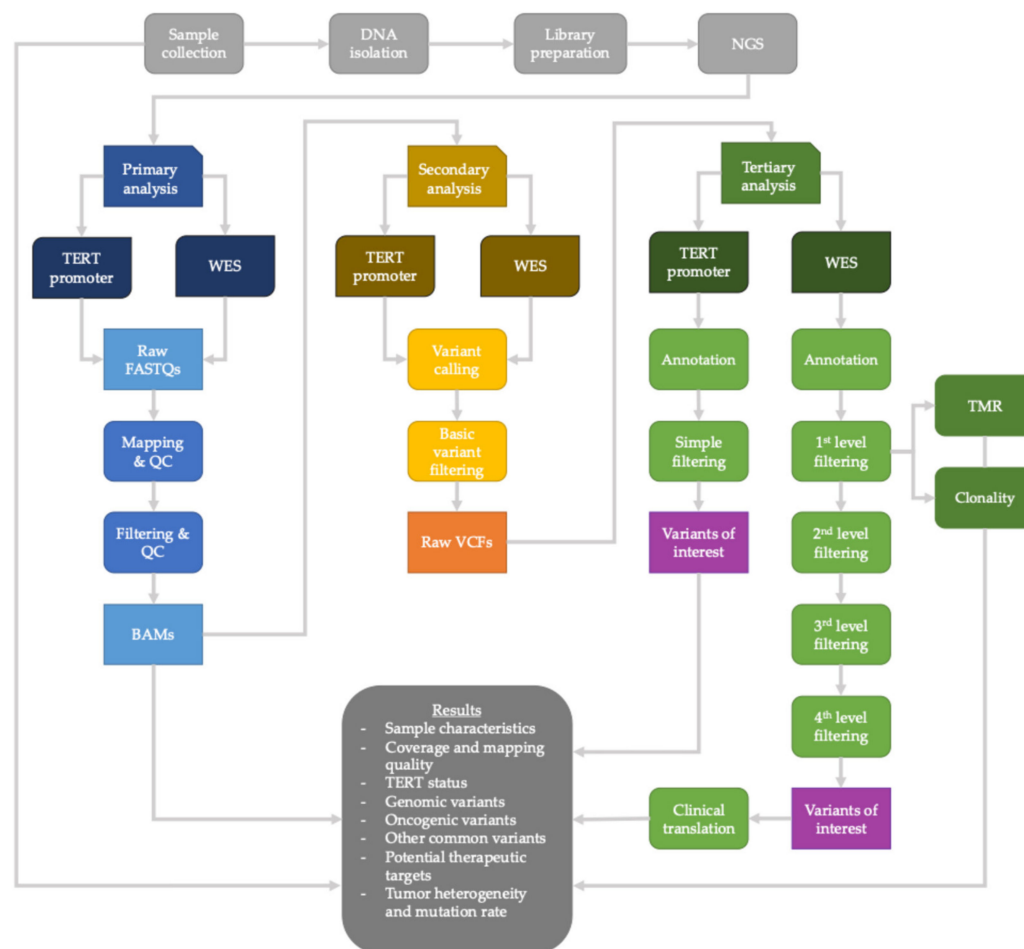 Sample
collection
DNA
isolation
Library
preparation
NGS
Primary
analysis
TERT
promoter
WES
Raw
FASTQs
Mapping
& QC
Filtering &
QC
BAMs
Secondary
analysis
TERT
promoter
WES
Variant
calling
Basic
variant
filtering
Raw VCFs
Tertiary
analysis
TERT
promoter
WES
Annotation
Simple
filtering
Variants of
interest
Annotation
1st level
filtering
TMR
Clonality
2nd level
filtering
3rd level
filtering
4th level
filtering
Variants of
interest
Clinical
translation
Results
- Sample characteristics
- Coverage and mapping
quality
- TERT status
- Genomic variants
- Oncogenic variants
- Other common variants
- Potential therapeutic
targets
- Tumor heterogeneity
and mutation rate